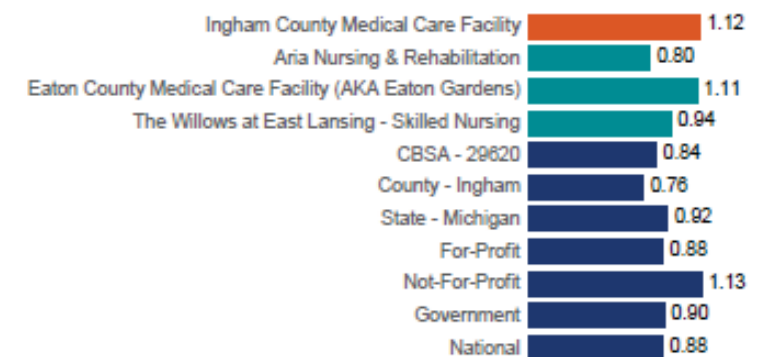 Ingham County Medical Care Facility 1.12
Aria Nursing & Rehabilitation 0.80
Eaton County Medical Care Facility (AKA Eaton Gardens) 1.11
The Willows at East Lansing - Skilled Nursing 0.94
CBSA - 29620 0.84
County - Ingham 0.76
State - Michigan 0.92
For-Profit 0.88
Not-For-Profit 1.13
Government 0.90
National 0.88